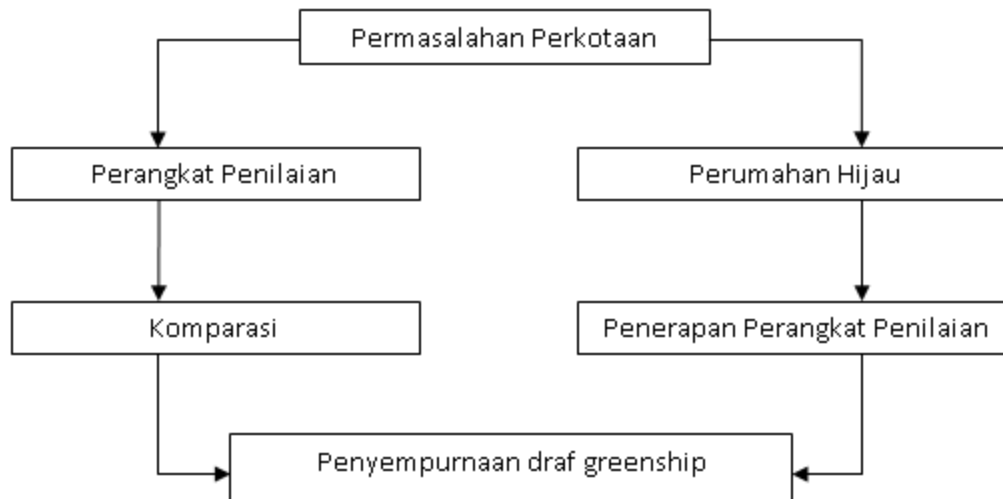 Permasalahan Perkotaan
Perangkat Penilaian
Perumahan Hijau
Komparasi
Penerapan Perangkat Penilaian
Penyempurnaan draf greenship